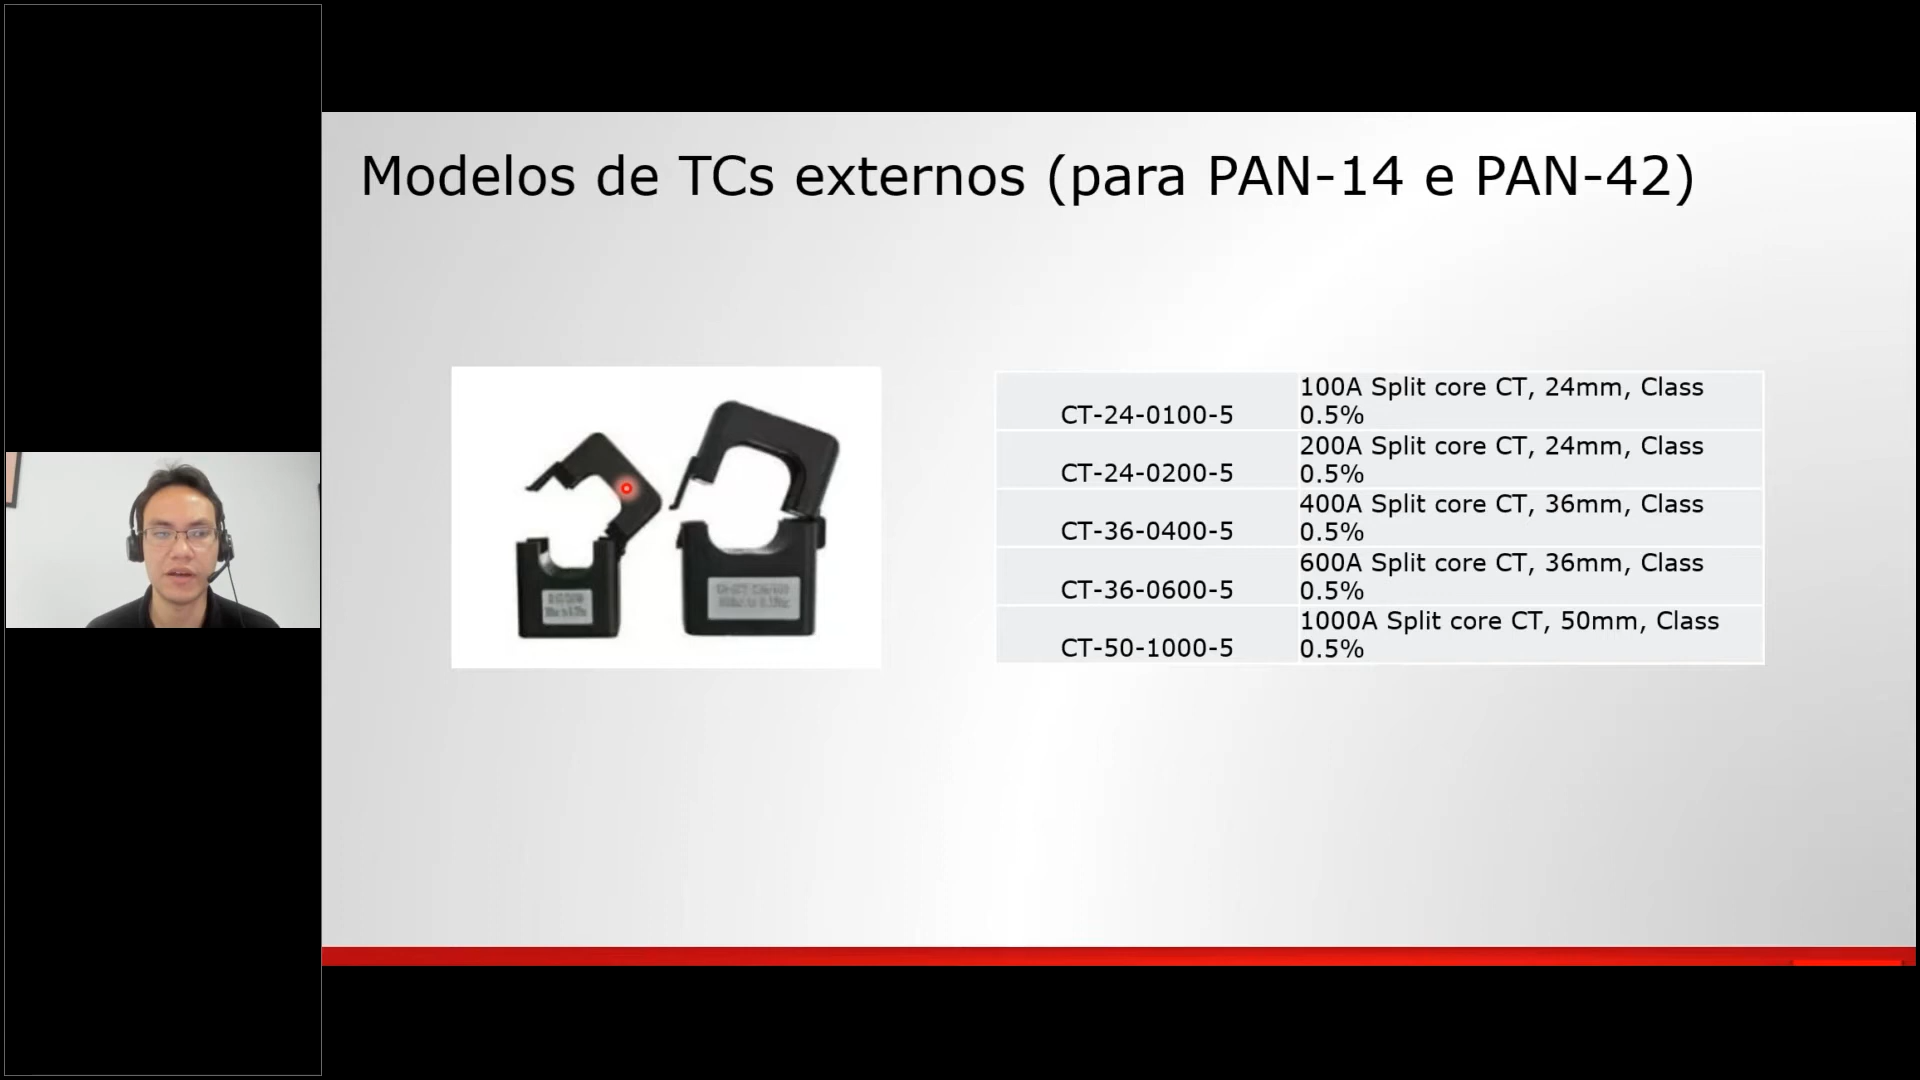 Modelos de TCs externos (para PAN-14 e PAN-42)
CT-24-0100-5
100A Split core CT, 24mm, Class
0.5%
CT-24-0200-5
200A Split core CT, 24mm, Class
0.5%
CT-36-0400-5
400A Split core CT, 36mm, Class
0.5%
CT-36-0600-5
600A Split core CT, 36mm, Class
0.5%
CT-50-1000-5
1000A Split core CT, 50mm, Class
0.5%